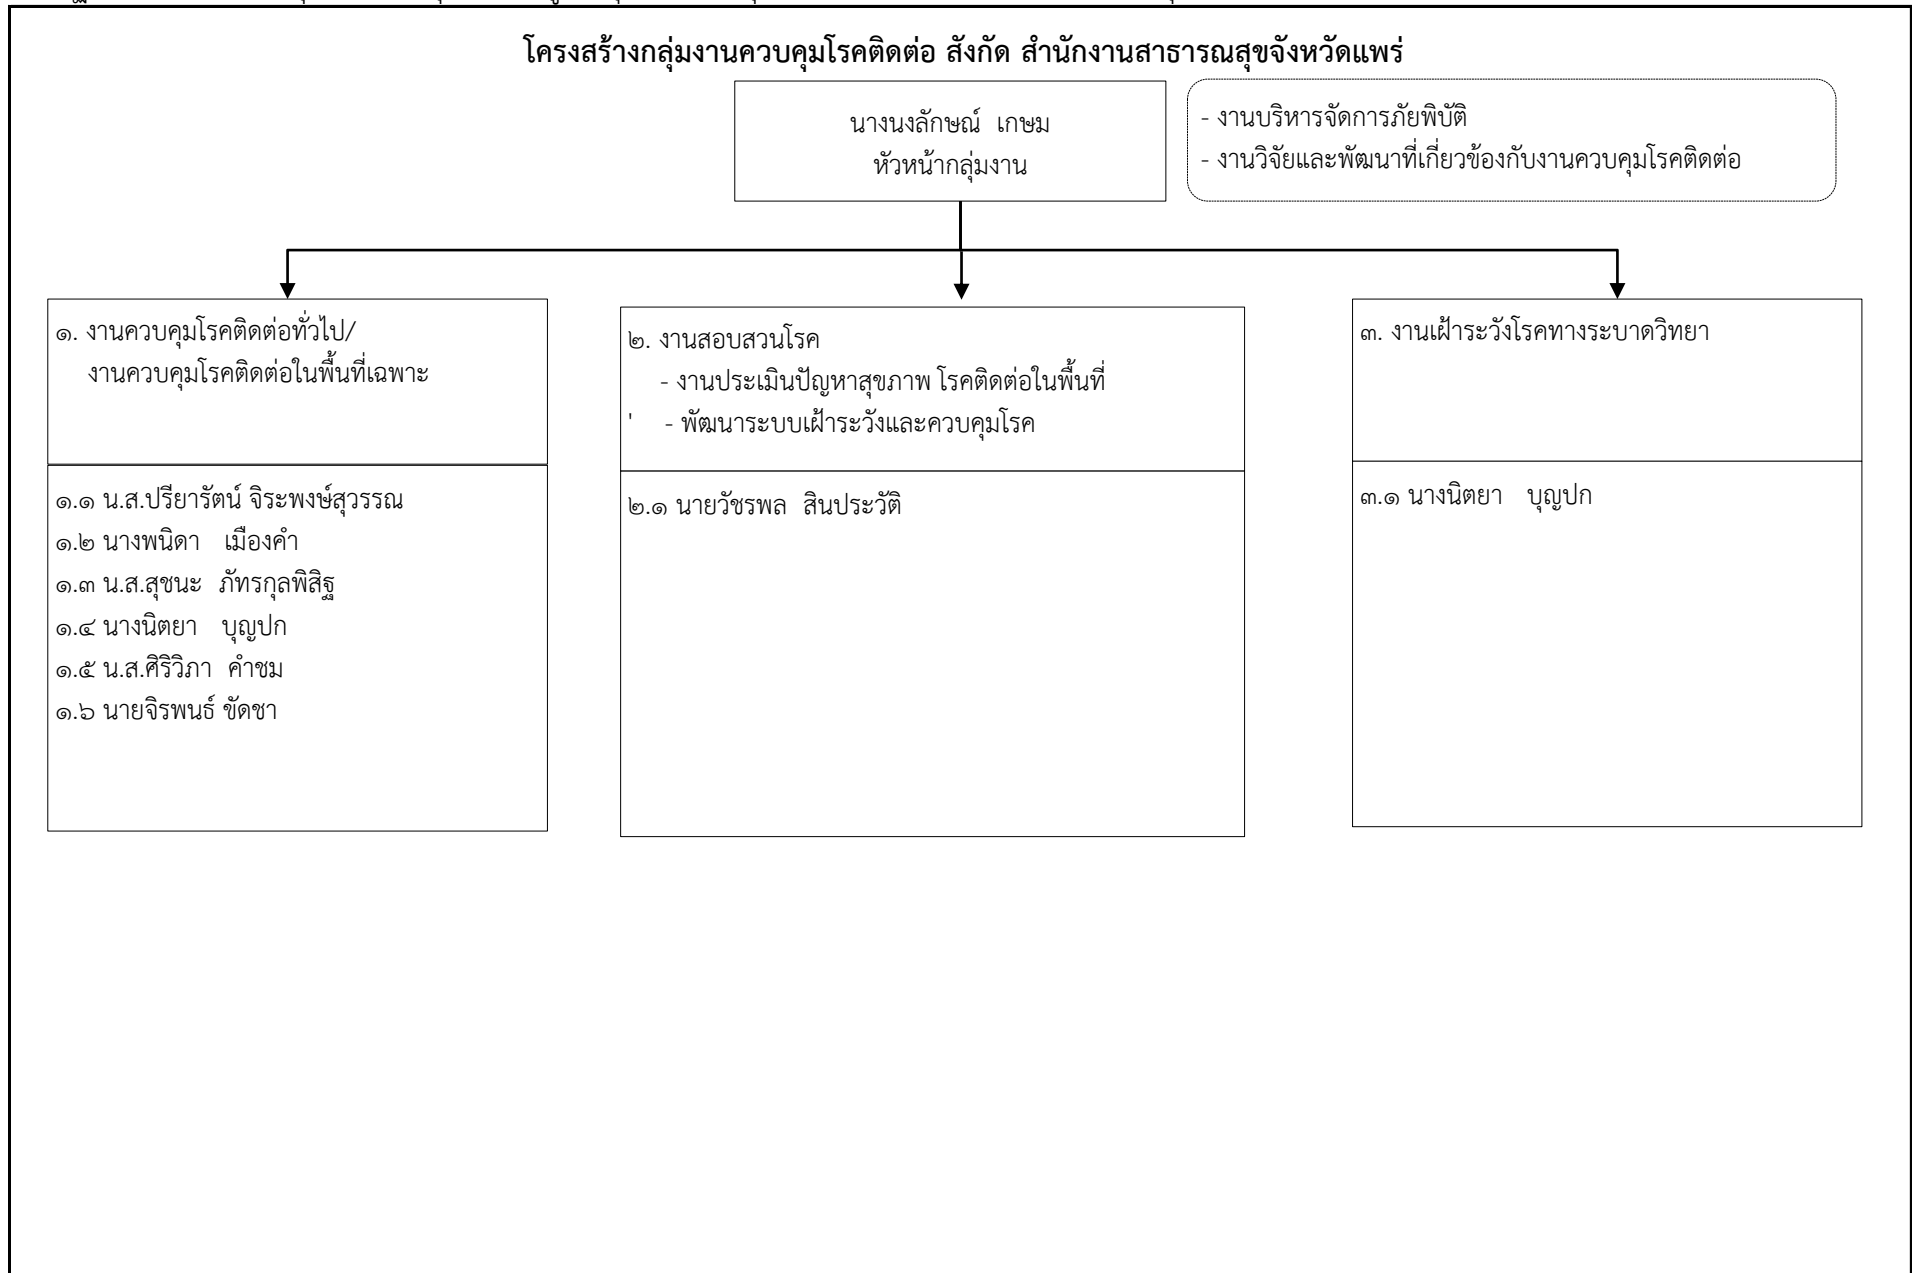 โครงสร้างกลุ่มงานควบคุมโรคติดต่อ สังกัด สำนักงานสาธารณสุขจังหวัดแพร่
นางนงลักษณ์ เกษม
หัวหน้ากลุ่มงาน
- งานบริหารจัดการภัยพิบัติ
- งานวิจัยและพัฒนาที่เกี่ยวข้องกับงานควบคุมโรคติดต่อ
๑. งานควบคุมโรคติดต่อทั่วไป/
งานควบคุมโรคติดต่อในพื้นที่เฉพาะ
๑.๑ น.ส.ปรียารัตน์ จิระพงษ์สุวรรณ
๑.๒ นางพนิดา เมืองคำ
๑.๓ น.ส.สุชนะ ภัทรกุลพิสิฐ
๑.๔ นางนิตยา บุญปก
๑.๕ น.ส.ศิริวิภา คำชม
๑.๖ นายจิรพนธ์ ขัดชา
๒. งานสอบสวนโรค
- งานประเมินปัญหาสุขภาพ โรคติดต่อในพื้นที่
' - พัฒนาระบบเฝ้าระวังและควบคุมโรค
๒.๑ นายวัชรพล สินประวัติ
๓. งานเฝ้าระวังโรคทางระบาดวิทยา
๓.๑ นางนิตยา บุญปก